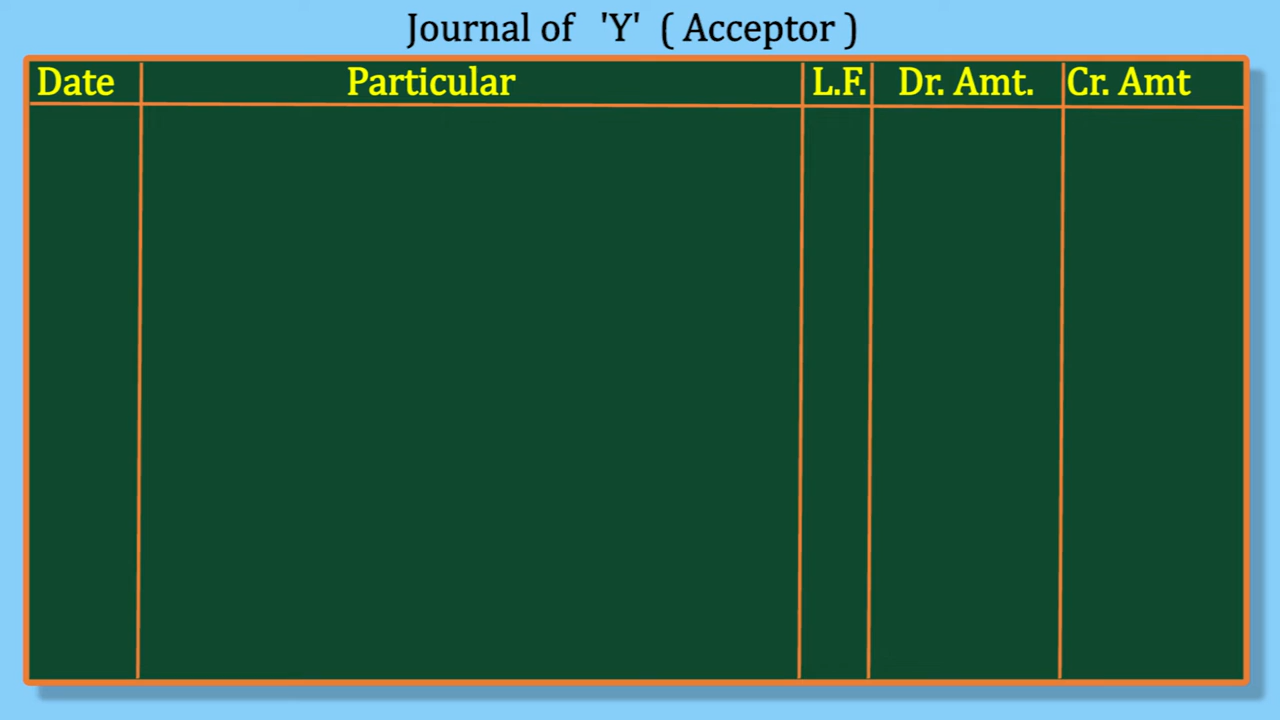 Journal of 'Y' ( Acceptor )
Date Particular L.F. Dr. Amt. Cr. Amt